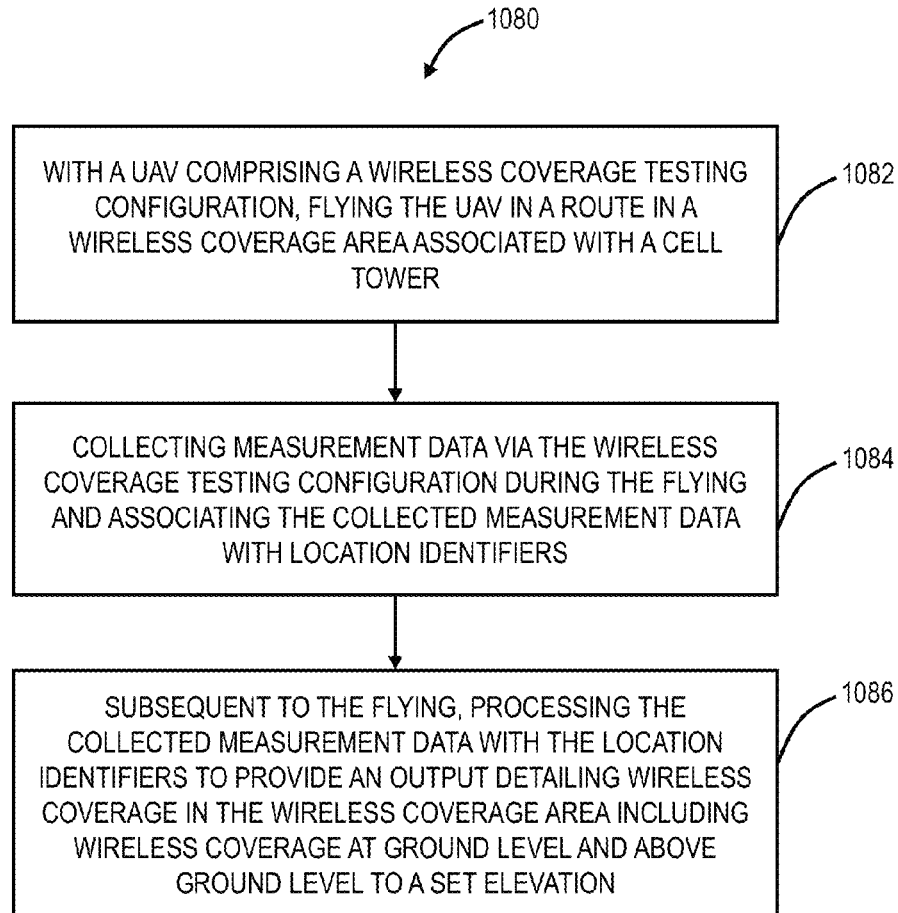 1080
WITH A UAV COMPRISING A WIRELESS COVERAGE TESTING
CONFIGURATION, FLYING THE UAV IN A ROUTE IN A
WIRELESS COVERAGE AREA ASSOCIATED WITH A CELL
TOWER
1082
COLLECTING MEASUREMENT DATA VIA THE WIRELESS
COVERAGE TESTING CONFIGURATION DURING THE FLYING
AND ASSOCIATING THE COLLECTED MEASUREMENT DATA
WITH LOCATION IDENTIFIERS
1084
SUBSEQUENT TO THE FLYING, PROCESSING THE
COLLECTED MEASUREMENT DATA WITH THE LOCATION
IDENTIFIERS TO PROVIDE AN OUTPUT DETAILING WIRELESS
COVERAGE IN THE WIRELESS COVERAGE AREA INCLUDING
WIRELESS COVERAGE AT GROUND LEVEL AND ABOVE
GROUND LEVEL TO A SET ELEVATION
1086